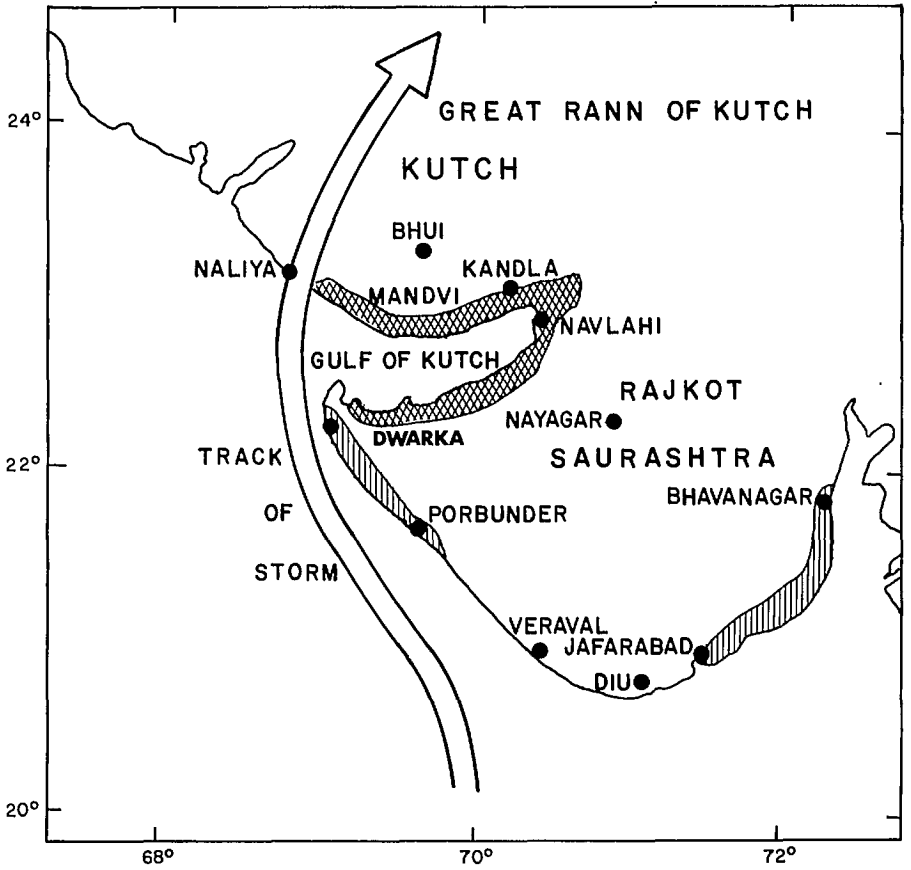 24°
GREAT RANN OF KUTCH
KUTCH
BHUI
NALIYA
KANDLA
MANDVI
NAVLAHI
GULF OF KUTCH
RAJKOT
NAYAGAR
DWARKA
22°
TRACK
SAURASHTRA
BHAVANAGAR
OF
PORBUNDER
STORM
VERAVAL
JAFARABAD
DIU
20°
68°
70°
72°